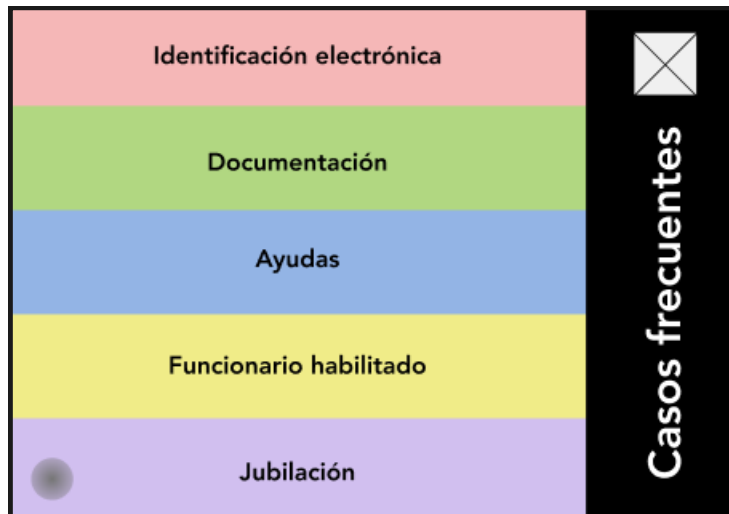 Identificación electrónica
Documentación
Ayudas
Funcionario habilitado
Jubilación
Casos frecuentes